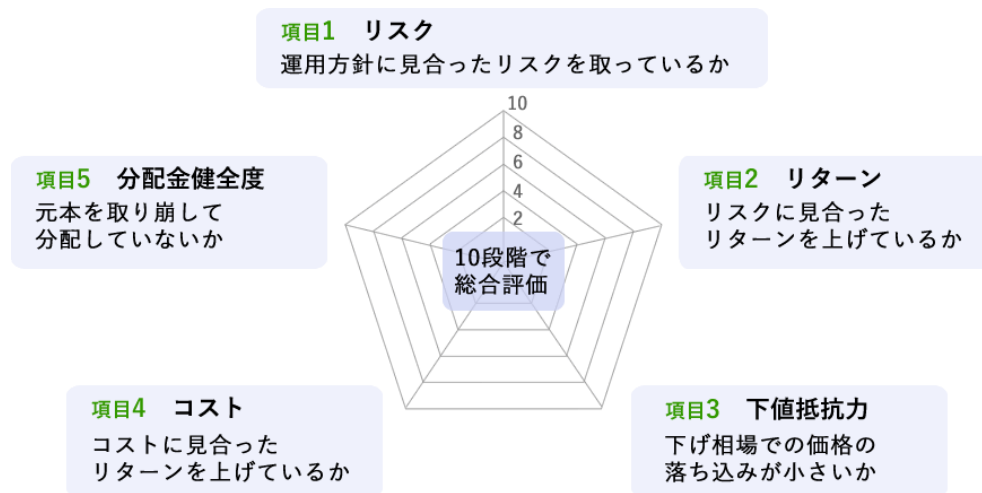 項目1 リスク
運用方針に見合ったリスクを取っているか
10
8
6
4
2
項目5 分配金健全度
元本を取り崩して
分配していないか
項目2 リターン
リスクに見合った
リターンを上げているか
10段階で
総合評価
項目4 コスト
コストに見合った
リターンを上げているか
項目3 下値抵抗力
下げ相場での価格の
落ち込みが小さいか